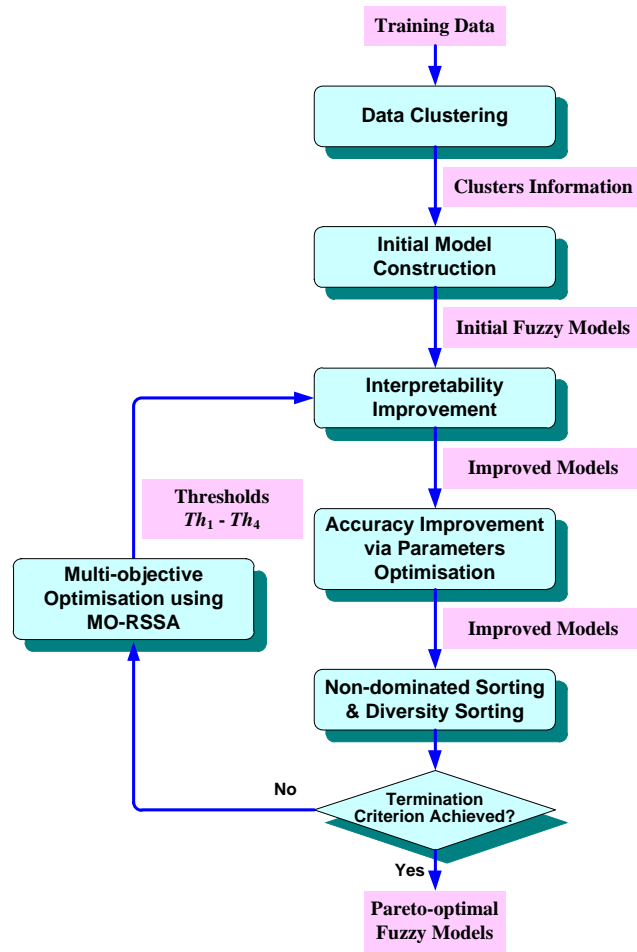 Training Data
Data Clustering
Clusters Information
Initial Model
Construction
Initial Fuzzy Models
Interpretability
Improvement
Improved Models
Thresholds
Th1 - Th4
Accuracy Improvement
via Parameters
Optimisation
Multi-objective
Optimisation using
MO-RSSA
Improved Models
Non-dominated Sorting
& Diversity Sorting
No
Termination
Criterion Achieved?
Yes
Pareto-optimal
Fuzzy Models